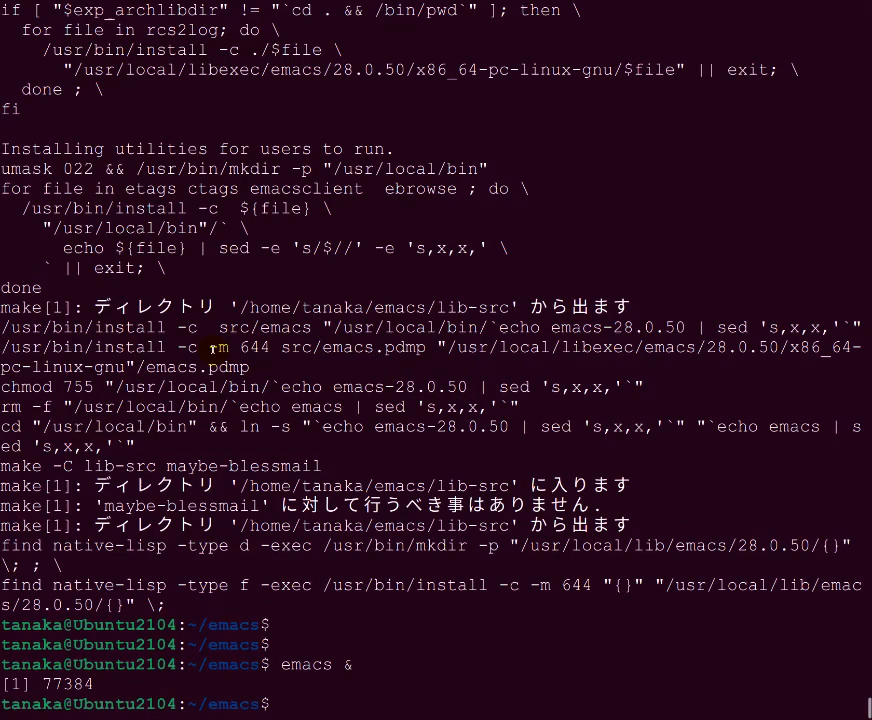 if [ "$exp_archlibdir" != "`cd . && /bin/pwd`" ]; then \
  for file in rcs2log; do \
    /usr/bin/install -c ./$file \
      "/usr/local/libexec/emacs/28.0.50/x86_64-pc-linux-gnu/$file" || exit; \
  done ; \
fi

Installing utilities for users to run.
umask 022 && /usr/bin/mkdir -p "/usr/local/bin"
for file in etags ctags emacsclient  ebrowse ; do \
  /usr/bin/install -c  ${file} \
    "/usr/local/bin"/` \
      echo ${file} | sed -e 's/$//' -e 's,x,x,' \
    ` || exit; \
done
make[1]: ディレクトリ '/home/tanaka/emacs/lib-src' から出ます
/usr/bin/install -c  src/emacs "/usr/local/bin/`echo emacs-28.0.50 | sed 's,x,x,'`"
/usr/bin/install -c -m 644 src/emacs.pdmp "/usr/local/libexec/emacs/28.0.50/x86_64-
pc-linux-gnu"/emacs.pdmp
chmod 755 "/usr/local/bin/`echo emacs-28.0.50 | sed 's,x,x,'`"
rm -f "/usr/local/bin/`echo emacs | sed 's,x,x,'`"
cd "/usr/local/bin" && ln -s "`echo emacs-28.0.50 | sed 's,x,x,'`" "`echo emacs | s
ed 's,x,x,'`"
make -C lib-src maybe-blessmail
make[1]: ディレクトリ '/home/tanaka/emacs/lib-src' に入ります
make[1]: 'maybe-blessmail' に対して行うべき事はありません.
make[1]: ディレクトリ '/home/tanaka/emacs/lib-src' から出ます
find native-lisp -type d -exec /usr/bin/mkdir -p "/usr/local/lib/emacs/28.0.50/{}"
\; ; \
find native-lisp -type f -exec /usr/bin/install -c -m 644 "{}" "/usr/local/lib/emac
s/28.0.50/{}" \;
tanaka@Ubuntu2104:~/emacs$
tanaka@Ubuntu2104:~/emacs$
tanaka@Ubuntu2104:~/emacs$ emacs &
[1] 77384
tanaka@Ubuntu2104:~/emacs$